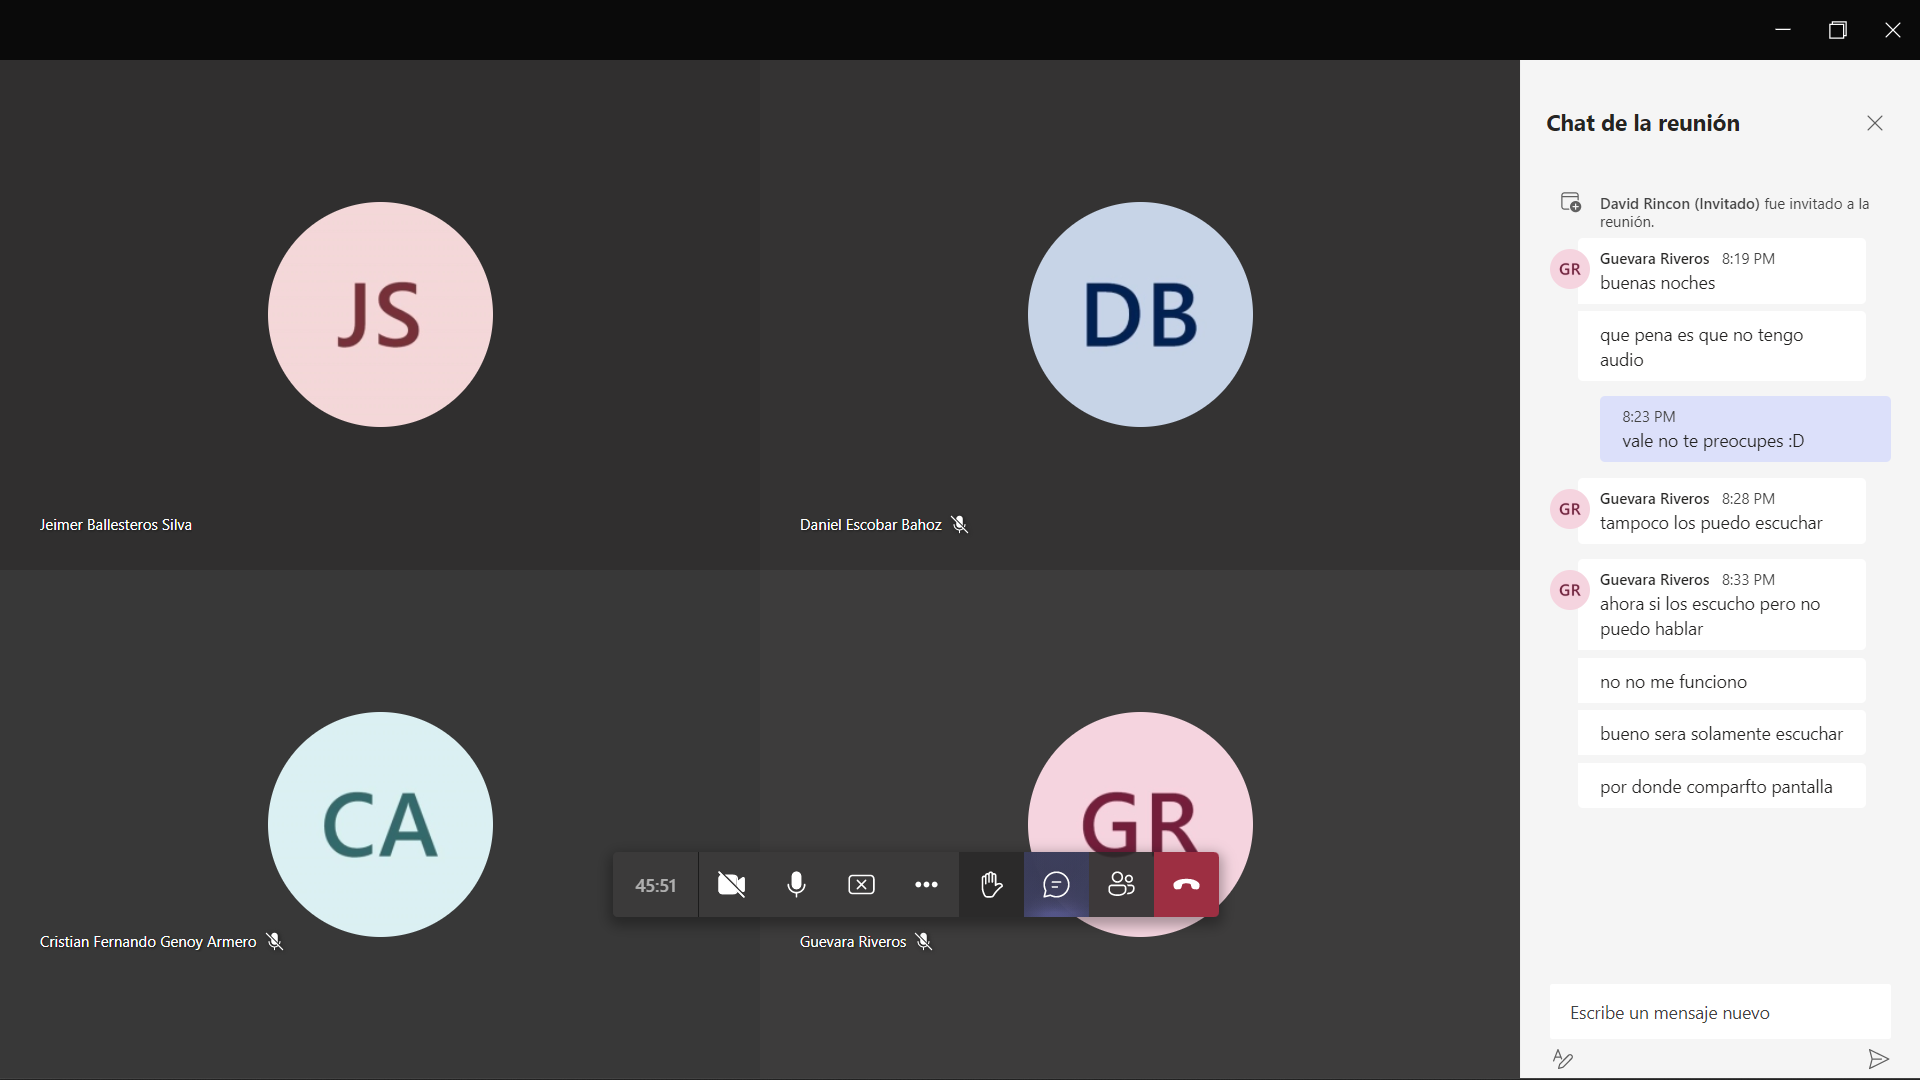 JS
Jeimer Ballesteros Silva
DB
Daniel Escobar Bahoz
CA
Cristian Fernando Genoy Armero
GR
Guevara Riveros
45:51
Chat de la reunión
David Rincon (Invitado) fue invitado a la
reunión.
GR
Guevara Riveros 8:19 PM
buenas noches
que pena es que no tengo
audio
8:23 PM
vale no te preocupes :D
GR
Guevara Riveros 8:28 PM
tampoco los puedo escuchar
GR
Guevara Riveros 8:33 PM
ahora si los escucho pero no
puedo hablar
no no me funciono
bueno sera solamente escuchar
por donde comparfto pantalla
Escribe un mensaje nuevo